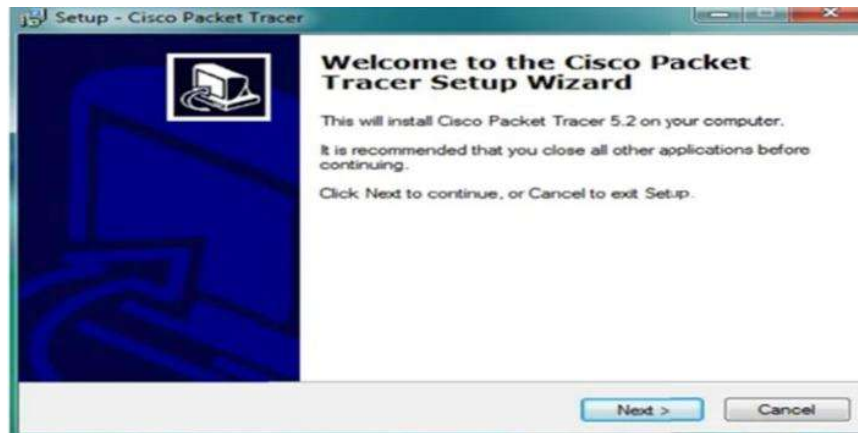 Setup - Cisco Packet Tracer
Welcome to the Cisco Packet
Tracer Setup Wizard
This will install Cisco Packet Tracer 5.2 on your computer.
It is recommended that you close all other applications before
continuing.
Click Next to continue, or Cancel to exit Setup.
Next >
Cancel